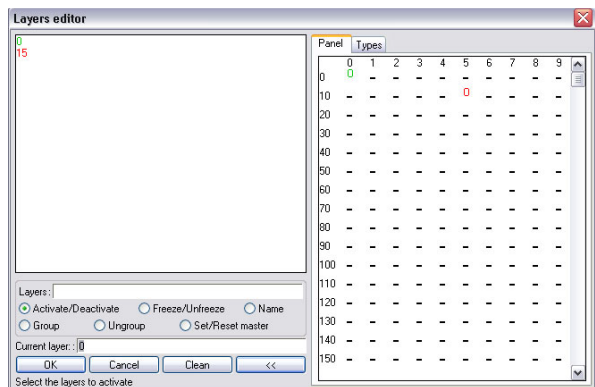 Layers editor
0
15
Panel Types
0 1 2 3 4 5 6 7 8 9
0 0 - - - - - - - - -
10 - - - - - 0 - - - -
20 - - - - - - - - - -
30 - - - - - - - - - -
40 - - - - - - - - - -
50 - - - - - - - - - -
60 - - - - - - - - - -
70 - - - - - - - - - -
80 - - - - - - - - - -
90 - - - - - - - - - -
100 - - - - - - - - - -
110 - - - - - - - - - -
120 - - - - - - - - - -
130 - - - - - - - - - -
140 - - - - - - - - - -
150 - - - - - - - - - -
Layers:
Activate/Deactivate Freeze/Unfreeze Name
Group Ungroup Set/Reset master
Current layer: : 0
OK Cancel Clean <<
Select the layers to activate